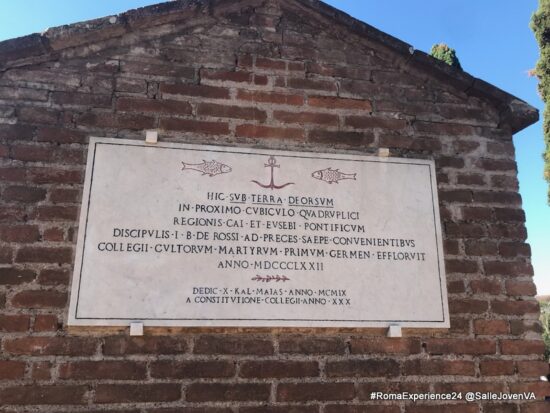 HIC · SVB · TERRA · DEORSVM
IN · PROXIMO · CVBICVLO · QVADRVPLICI
REGIONIS · CAI · ET · EVSEBI · PONTIFICVM
DISCIPVLIS · I · B · DE ROSSI · AD · PRECES · SAEPE · CONVENIENTIBVS
COLLEGII · CVLTORVM · MARTYRVM · PRIMVM · GERMEN · EFFLORVIT
ANNO · MDCCCLXXII
DEDIC · X · KAL · MAIAS · ANNO · MCMIX
A CONSTITVTIONE · COLLEGII · ANNO · XXX
#RomaExperience24 @SalleJovenVA